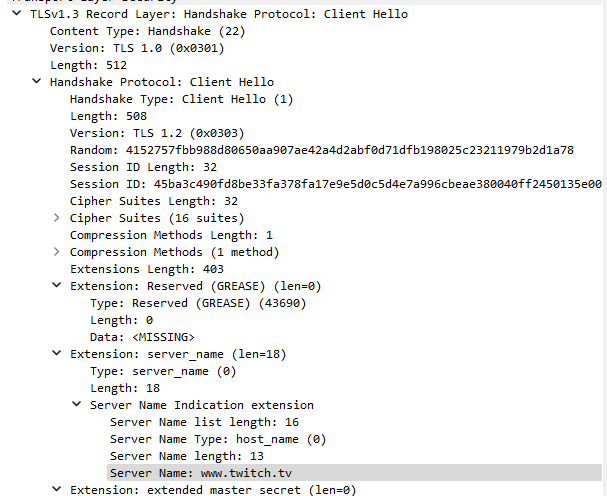 TLSv1.3 Record Layer: Handshake Protocol: Client Hello
Content Type: Handshake (22)
Version: TLS 1.0 (0x0301)
Length: 512
Handshake Protocol: Client Hello
Handshake Type: Client Hello (1)
Length: 508
Version: TLS 1.2 (0x0303)
Random: 4152757fbb988d80650aa907ae42a4d2abf0d71dfb198025c23211979b2d1a78
Session ID Length: 32
Session ID: 45ba3c490fd8be33fa378fa17e9e5d0c5d4e7a996cbeae380040ff2450135e00
Cipher Suites Length: 32
Cipher Suites (16 suites)
Compression Methods Length: 1
Compression Methods (1 method)
Extensions Length: 403
Extension: Reserved (GREASE) (len=0)
Type: Reserved (GREASE) (43690)
Length: 0
Data: <MISSING>
Extension: server_name (len=18)
Type: server_name (0)
Length: 18
Server Name Indication extension
Server Name list length: 16
Server Name Type: host_name (0)
Server Name length: 13
Server Name: www.twitch.tv
Extension: extended master secret (len=0)